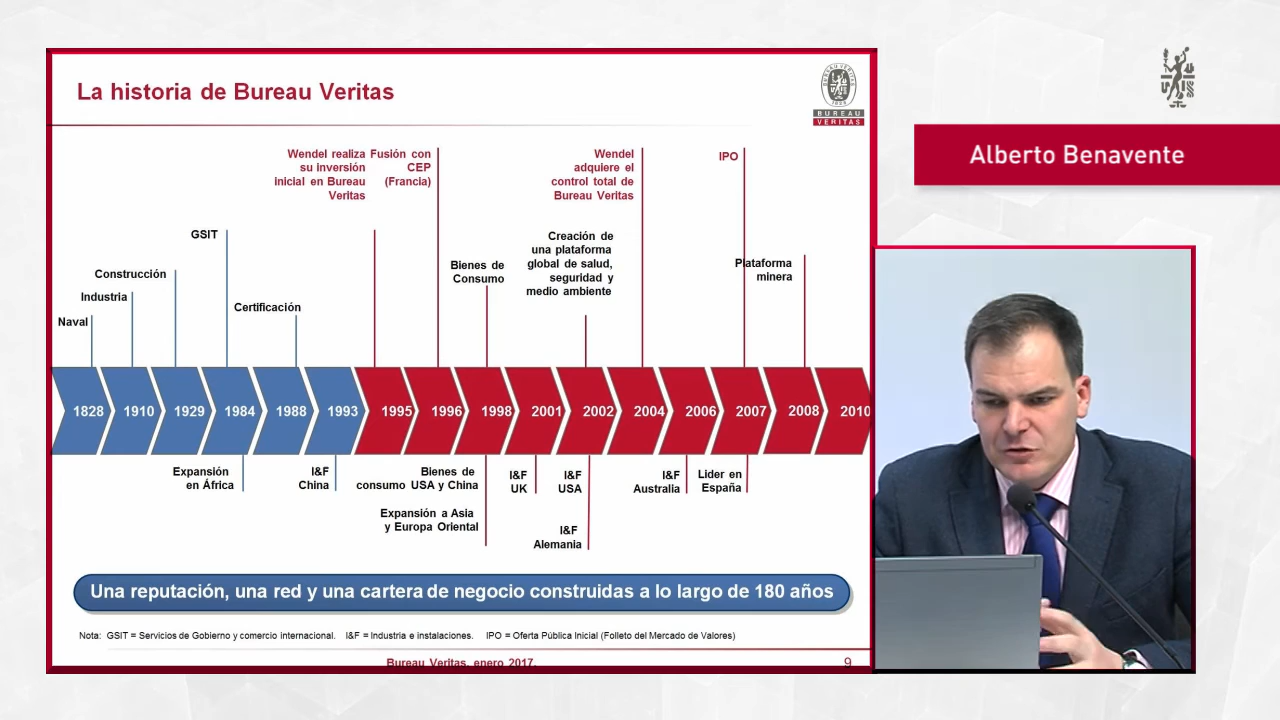 La historia de Bureau Veritas
BUREAU VERITAS
1828
BUREAU
VERITAS
Alberto Benavente
Wendel realiza
su inversión
inicial en Bureau
Veritas
Fusión con
CEP
(Francia)
Wendel
adquiere el
control total de
Bureau Veritas
IPO
GSIT
Construcción
Industria
Naval
Certificación
Bienes de
Consumo
Creación de
una plataforma
global de salud,
seguridad y
medio ambiente
Plataforma
minera
1828 1910 1929 1984 1988 1993 1995 1996 1998 2001 2002 2004 2006 2007 2008 2010
Expansión
en África
I&F
China
Bienes de
consumo USA y China
Expansión a Asia
y Europa Oriental
I&F
UK
I&F
USA
I&F
Alemania
I&F
Australia
Lider en
España
Una reputación, una red y una cartera de negocio construidas a lo largo de 180 años
Nota: GSIT = Servicios de Gobierno y comercio internacional. I&F = Industria e instalaciones. IPO = Oferta Pública Inicial (Folleto del Mercado de Valores)
Bureau Veritas, enero 2017.
9